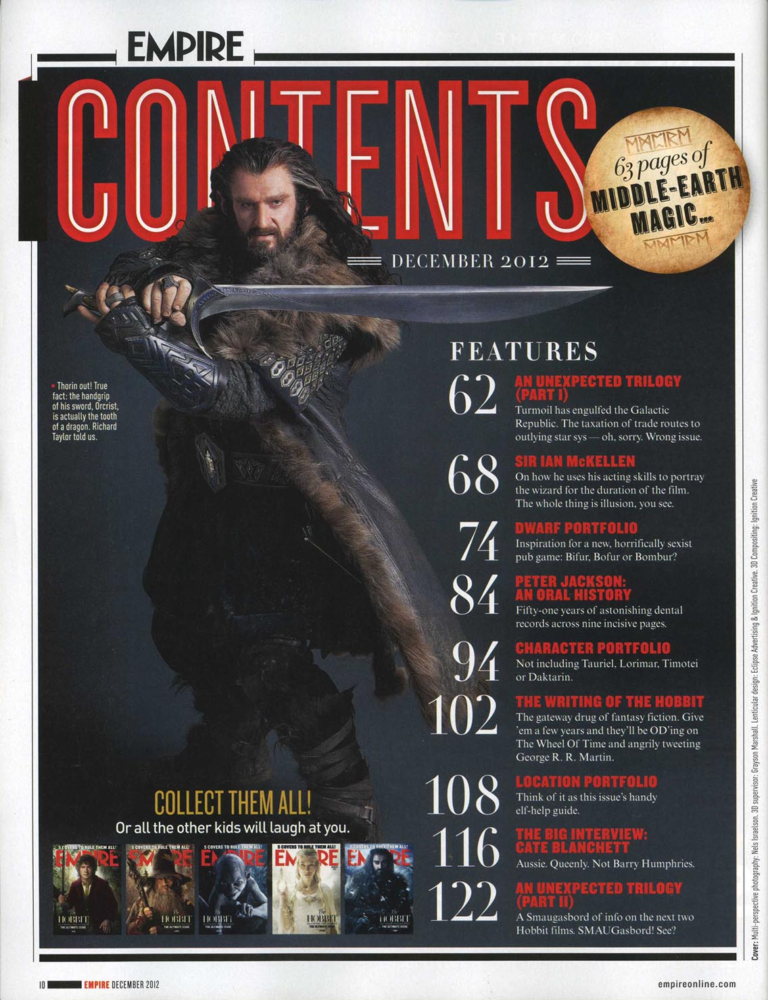 EMPIRE
CONTENTS
63 pages of
MIDDLE-EARTH
MAGIC...
DECEMBER 2012
• Thorin out! True
fact: the handgrip
of his sword, Orcrist,
is actually the tooth
of a dragon. Richard
Taylor told us.
FEATURES
62
AN UNEXPECTED TRILOGY
(PART I)
Turmoil has engulfed the Galactic
Republic. The taxation of trade routes to
outlying star sys — oh, sorry. Wrong issue.
68
SIR IAN McKELLEN
On how he uses his acting skills to portray
the wizard for the duration of the film.
The whole thing is illusion, you see.
74
DWARF PORTFOLIO
Inspiration for a new, horrifically sexist
pub game: Bifur, Bofur or Bombur?
84
PETER JACKSON:
AN ORAL HISTORY
Fifty-one years of astonishing dental
records across nine incisive pages.
94
CHARACTER PORTFOLIO
Not including Tauriel, Lorimar, Timotei
or Daktarin.
102
THE WRITING OF THE HOBBIT
The gateway drug of fantasy fiction. Give
'em a few years and they'll be OD'ing on
The Wheel Of Time and angrily tweeting
George R. R. Martin.
108
LOCATION PORTFOLIO
Think of it as this issue's handy
elf-help guide.
116
THE BIG INTERVIEW:
CATE BLANCHETT
Aussie. Queenly. Not Barry Humphries.
122
AN UNEXPECTED TRILOGY
(PART II)
A Smaugasbord of info on the next two
Hobbit films. SMAUGasbord! See?
COLLECT THEM ALL!
Or all the other kids will laugh at you.
5 COVERS TO RULE THEM ALL!
EMPIRE
The
HOBBIT
THE ULTIMATE ISSUE
5 COVERS TO RULE THEM ALL!
EMPIRE
The
HOBBIT
THE ULTIMATE ISSUE
5 COVERS TO RULE THEM ALL!
EMPIRE
The
HOBBIT
THE ULTIMATE ISSUE
5 COVERS TO RULE THEM ALL!
EMPIRE
The
HOBBIT
THE ULTIMATE ISSUE
5 COVERS TO RULE THEM ALL!
EMPIRE
The
HOBBIT
THE ULTIMATE ISSUE
Cover: Multi-perspective photography: Nels Israelson. 3D supervisor: Grayson Marshall. Lenticular design: Eclipse Advertising & Ignition Creative. 3D Compositing: Ignition Creative
10 EMPIRE DECEMBER 2012
empireonline.com